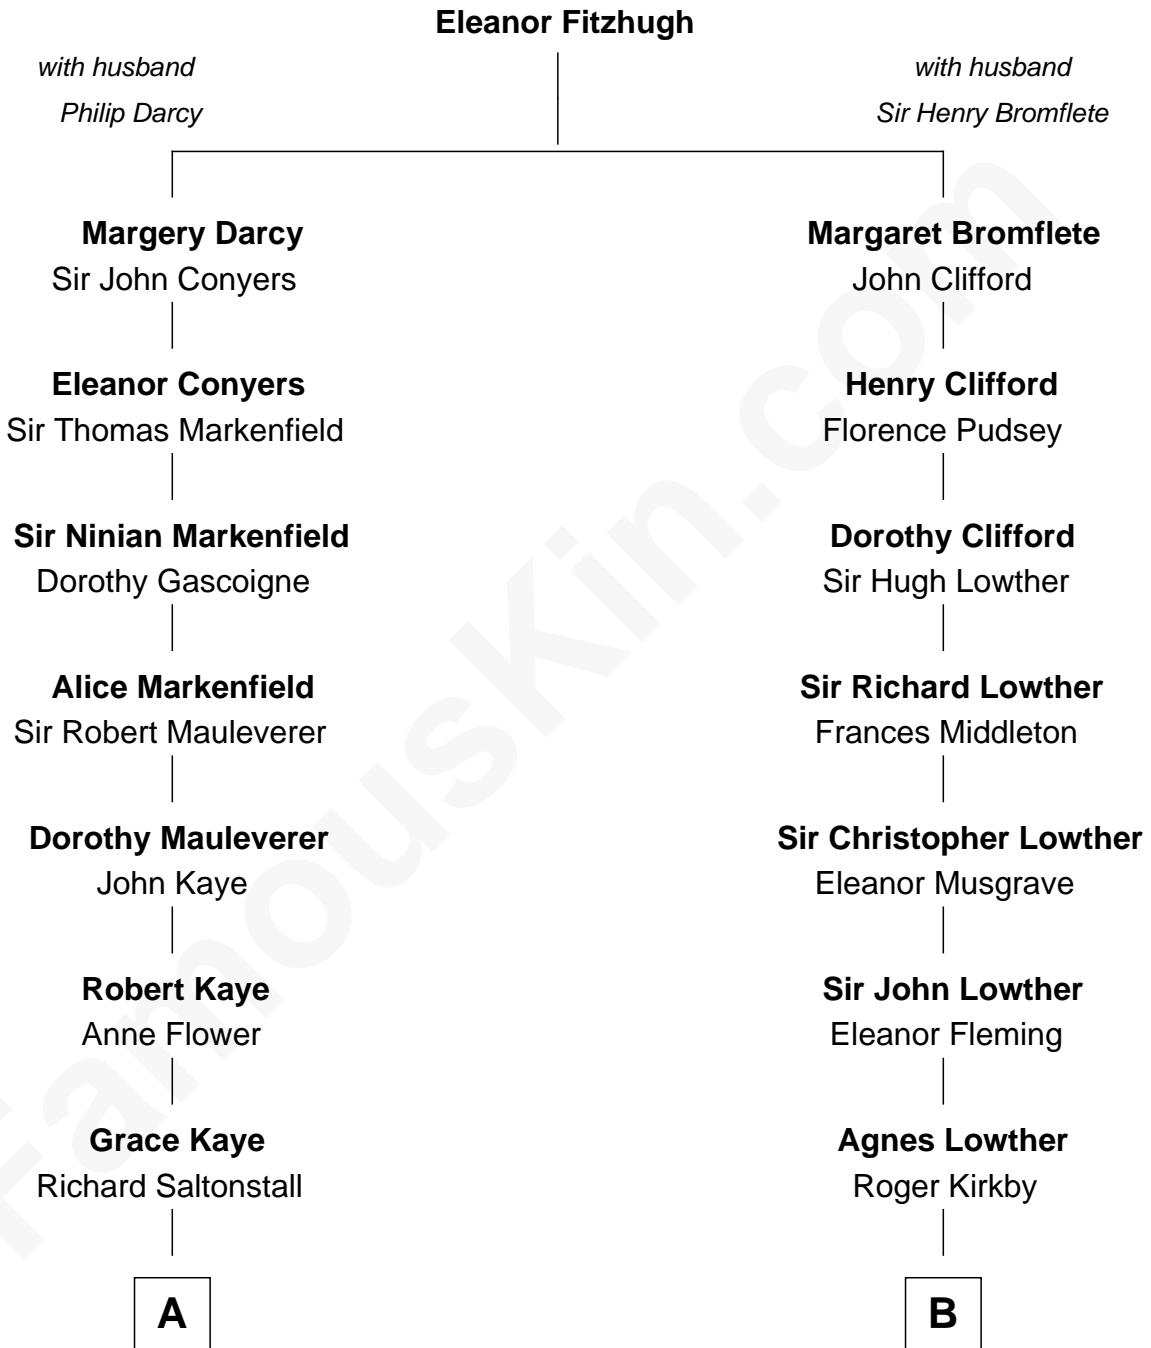 Eleanor Fitzhugh
with husband
Philip Darcy
with husband
Sir Henry Bromflete
Margery Darcy
Sir John Conyers
Margaret Bromflete
John Clifford
Eleanor Conyers
Sir Thomas Markenfield
Henry Clifford
Florence Pudsey
Sir Ninian Markenfield
Dorothy Gascoigne
Dorothy Clifford
Sir Hugh Lowther
Alice Markenfield
Sir Robert Mauleverer
Sir Richard Lowther
Frances Middleton
Dorothy Mauleverer
John Kaye
Sir Christopher Lowther
Eleanor Musgrave
Robert Kaye
Anne Flower
Sir John Lowther
Eleanor Fleming
Grace Kaye
Richard Saltonstall
Agnes Lowther
Roger Kirkby
A
B
FamousKin.com